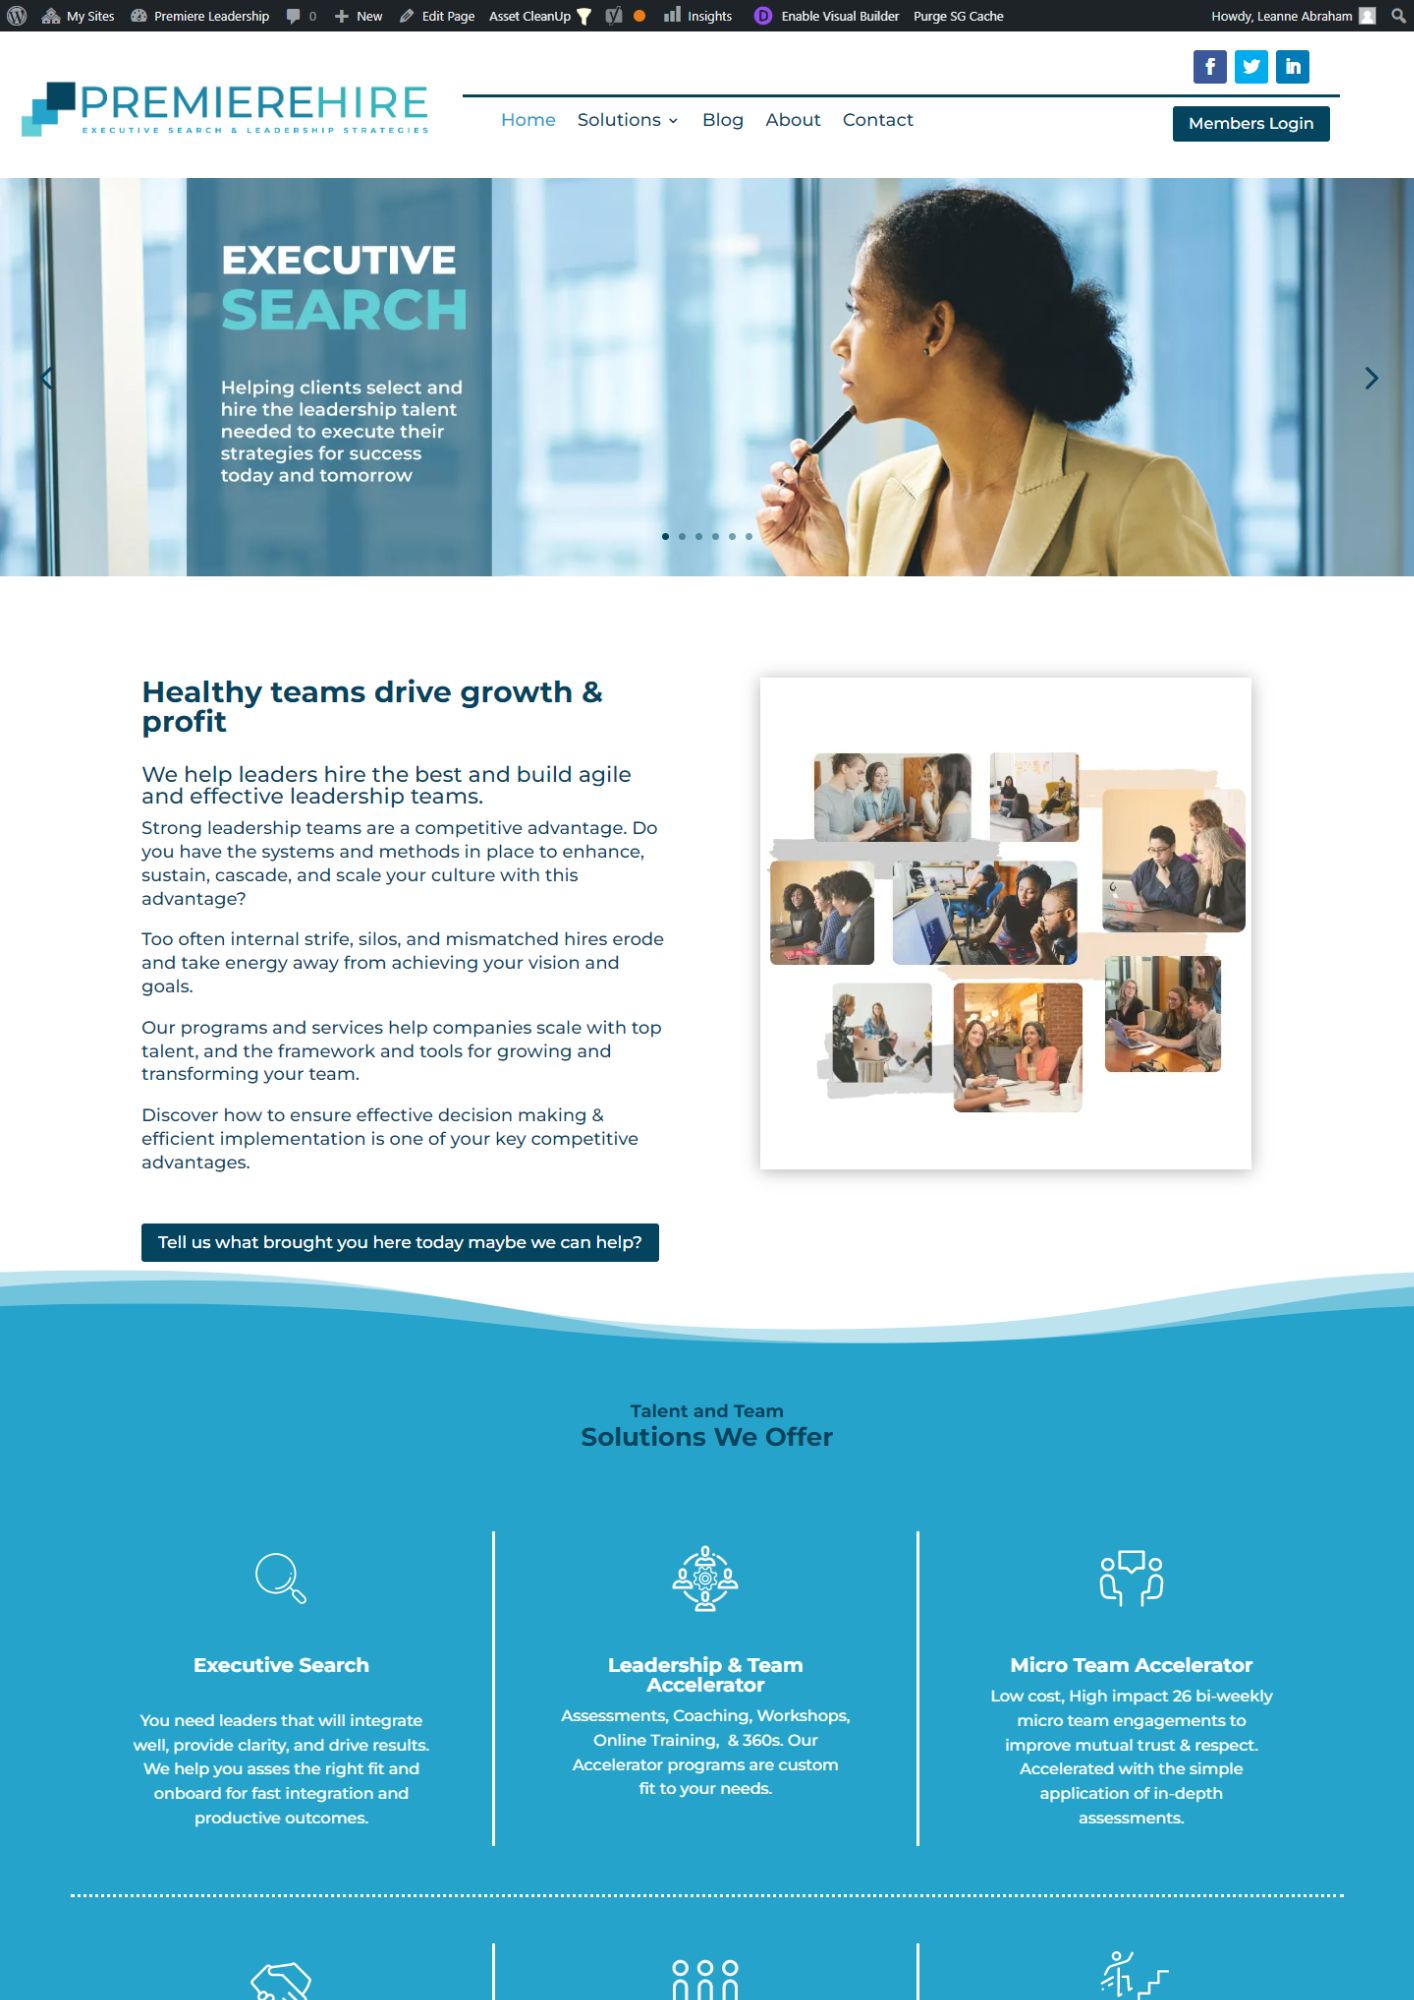 My Sites Premiere Leadership 0 New Edit Page Asset CleanUp Insights Enable Visual Builder Purge SG Cache Howdy, Leanne Abraham
PREMIEREHIRE
EXECUTIVE SEARCH & LEADERSHIP STRATEGIES
Home Solutions Blog About Contact Members Login
EXECUTIVE
SEARCH
Helping clients select and
hire the leadership talent
needed to execute their
strategies for success
today and tomorrow
Healthy teams drive growth &
profit
We help leaders hire the best and build agile
and effective leadership teams.
Strong leadership teams are a competitive advantage. Do
you have the systems and methods in place to enhance,
sustain, cascade, and scale your culture with this
advantage?
Too often internal strife, silos, and mismatched hires erode
and take energy away from achieving your vision and
goals.
Our programs and services help companies scale with top
talent, and the framework and tools for growing and
transforming your team.
Discover how to ensure effective decision making &
efficient implementation is one of your key competitive
advantages.
Tell us what brought you here today maybe we can help?
Talent and Team
Solutions We Offer
Executive Search
You need leaders that will integrate
well, provide clarity, and drive results.
We help you asses the right fit and
onboard for fast integration and
productive outcomes.
Leadership & Team
Accelerator
Assessments, Coaching, Workshops,
Online Training, & 360s. Our
Accelerator programs are custom
fit to your needs.
Micro Team Accelerator
Low cost, High impact 26 bi-weekly
micro team engagements to
improve mutual trust & respect.
Accelerated with the simple
application of in-depth
assessments.